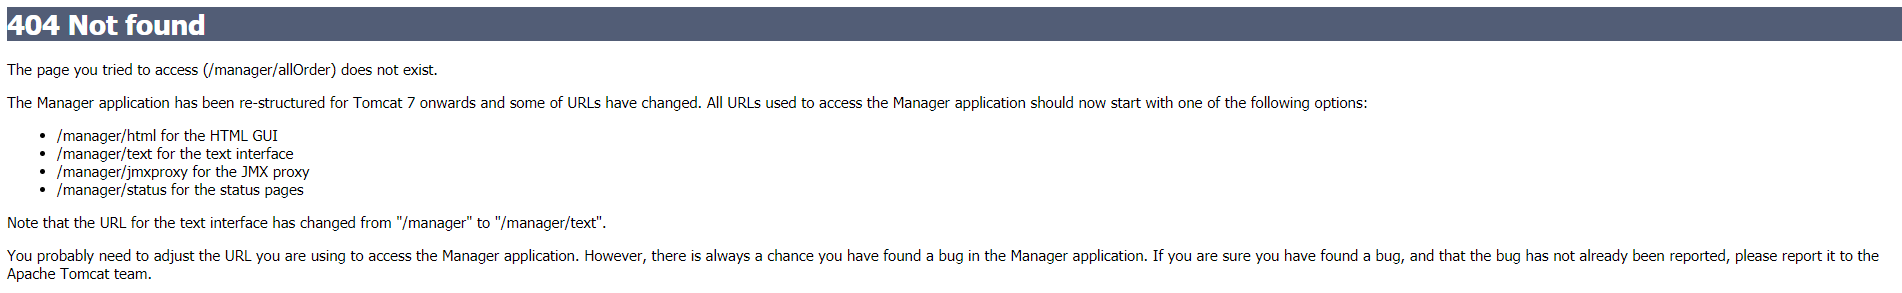 404 Not found
The page you tried to access (/manager/allOrder) does not exist.
The Manager application has been re-structured for Tomcat 7 onwards and some of URLs have changed. All URLs used to access the Manager application should now start with one of the following options:
• /manager/html for the HTML GUI
• /manager/text for the text interface
• /manager/jmxproxy for the JMX proxy
• /manager/status for the status pages
Note that the URL for the text interface has changed from "/manager" to "/manager/text".
You probably need to adjust the URL you are using to access the Manager application. However, there is always a chance you have found a bug in the Manager application. If you are sure you have found a bug, and that the bug has not already been reported, please report it to the
Apache Tomcat team.